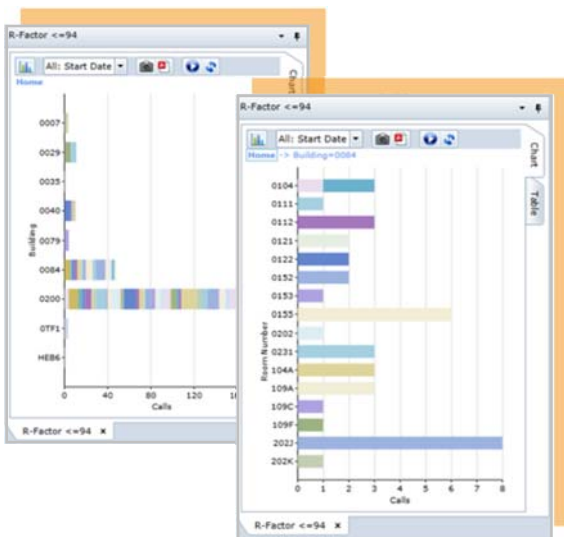 R-Factor <=94
All: Start Date
Home
Chart
Building
0007
0029
0035
0040
0079
0084
0200
0TF1
HEB6
0 40 80 120
Calls
R-Factor <=94 x
R-Factor <=94
All: Start Date
Home -> Building=0084
Chart
Table
Room Number
0104
0111
0112
0121
0122
0152
0153
0155
0202
0231
104A
109A
109C
109F
202J
202K
0 1 2 3 4 5 6 7 8
Calls
R-Factor <=94 x